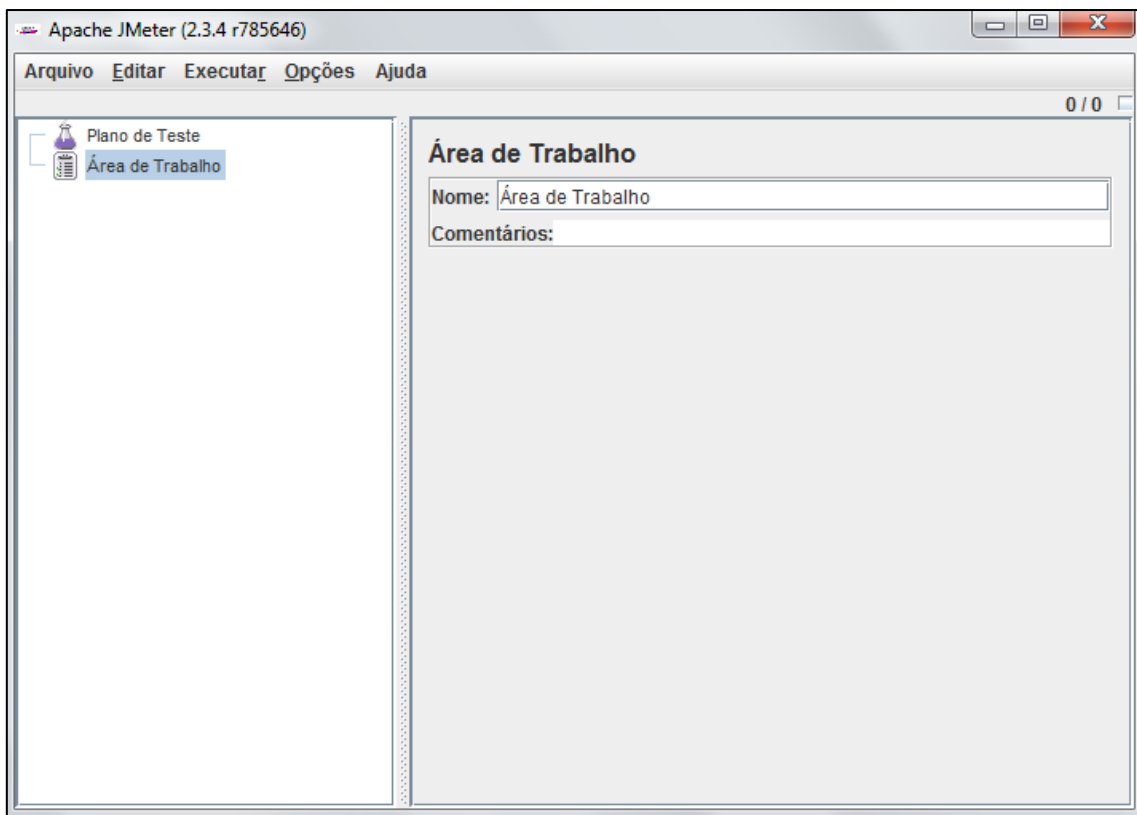 Apache JMeter (2.3.4 r785646)
Arquivo Editar Executar Opções Ajuda
0 / 0
Plano de Teste
Área de Trabalho
Área de Trabalho
Nome: Área de Trabalho
Comentários: